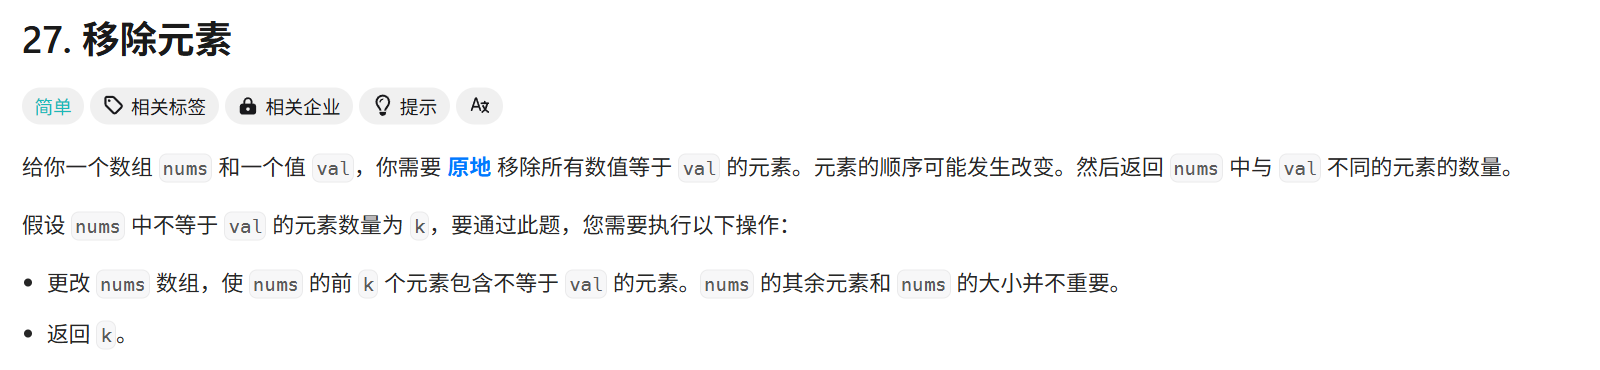 27. 移除元素
简单 相关标签 相关企业 提示
给你一个数组 nums 和一个值 val，你需要 原地 移除所有数值等于 val 的元素。元素的顺序可能发生改变。然后返回 nums 中与 val 不同的元素的数量。
假设 nums 中不等于 val 的元素数量为 k，要通过此题，您需要执行以下操作：
• 更改 nums 数组，使 nums 的前 k 个元素包含不等于 val 的元素。nums 的其余元素和 nums 的大小并不重要。
• 返回 k。